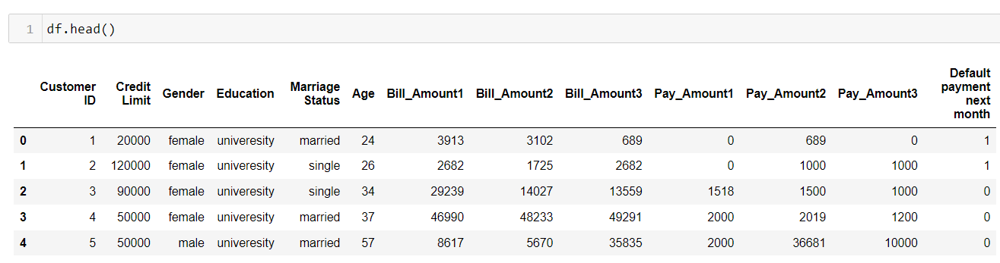 1 df.head()
Customer ID Credit Limit Gender Education Marriage Status Age Bill_Amount1 Bill_Amount2 Bill_Amount3 Pay_Amount1 Pay_Amount2 Pay_Amount3 Default payment next month
0 1 20000 female univeresity married 24 3913 3102 689 0 689 0 1
1 2 120000 female univeresity single 26 2682 1725 2682 0 1000 1000 1
2 3 90000 female univeresity single 34 29239 14027 13559 1518 1500 1000 0
3 4 50000 female univeresity married 37 46990 48233 49291 2000 2019 1200 0
4 5 50000 male univeresity married 57 8617 5670 35835 2000 36681 10000 0